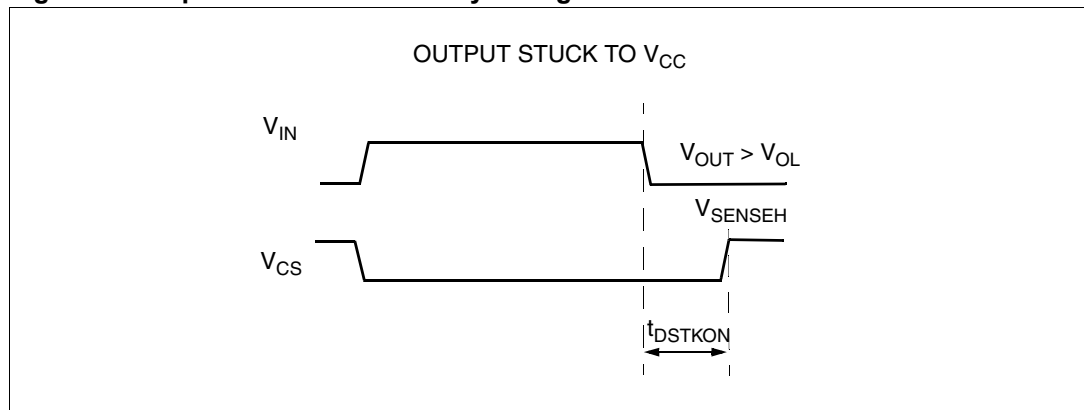 OUTPUT STUCK TO VCC
VIN
VOUT > VOL
VSENSEH
VCS
tDSTKON